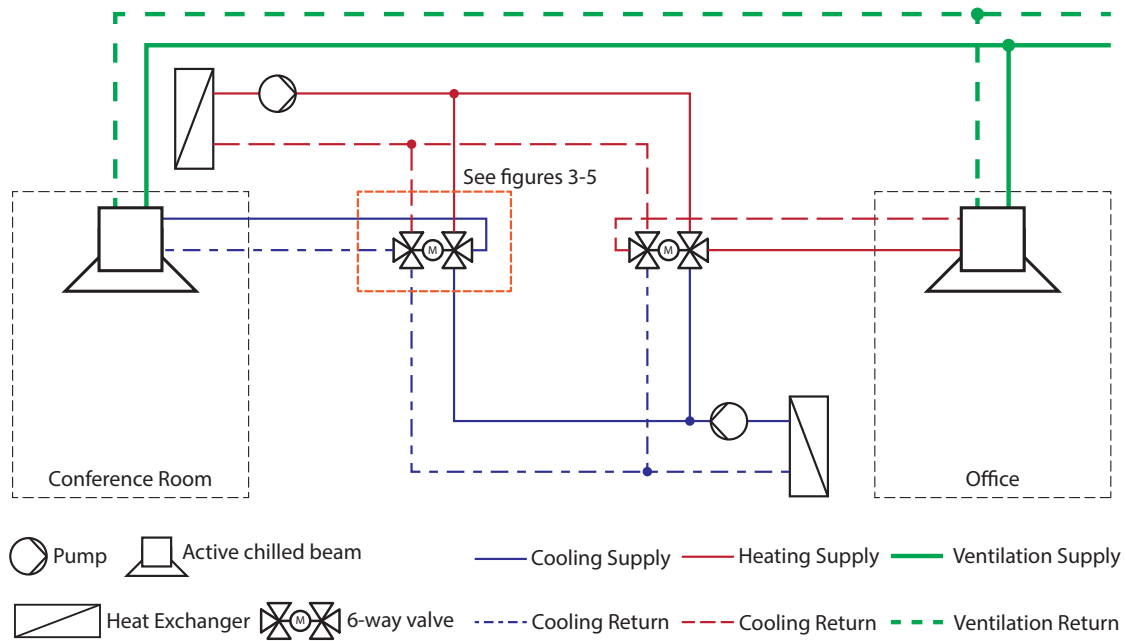 See figures 3-5
M
M
Conference Room
Office
Pump
Active chilled beam
Cooling Supply
Heating Supply
Ventilation Supply
Heat Exchanger
M
6-way valve
Cooling Return
Cooling Return
Ventilation Return